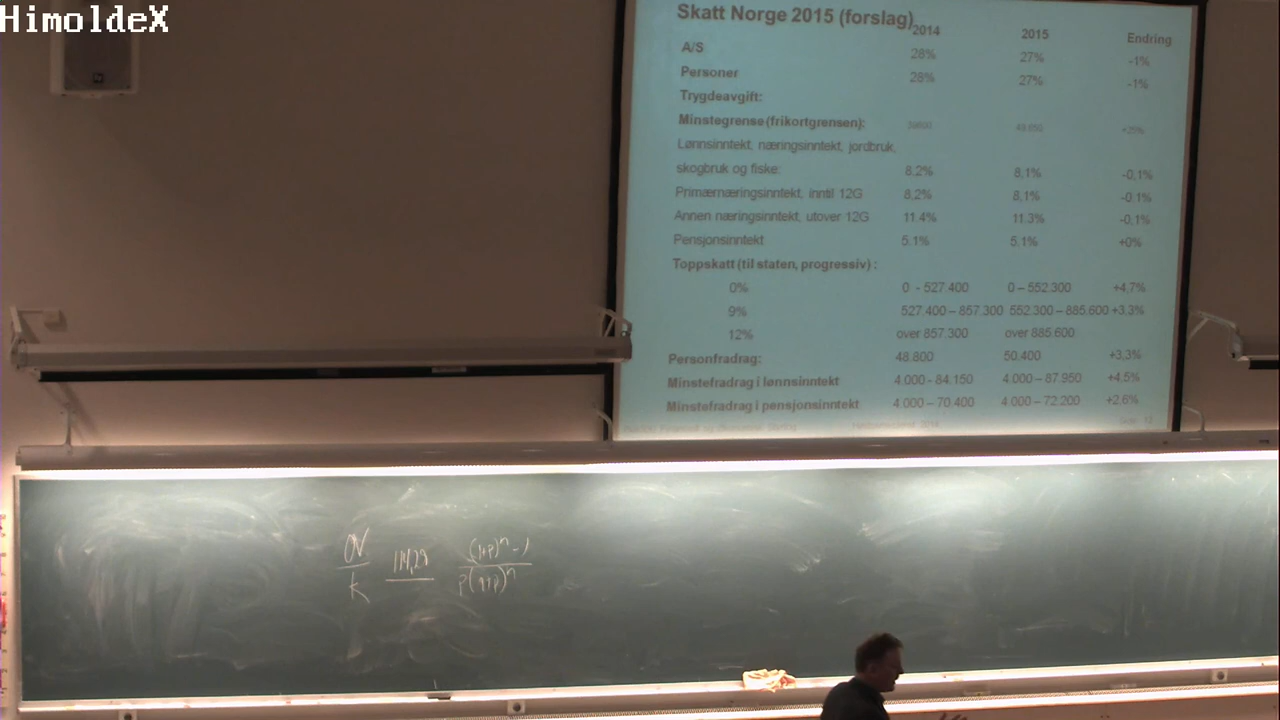 HimoldeX
Skatt Norge 2015 (forslag)
2014 2015 Endring
A/S 28% 27% -1%
Personer 28% 27% -1%
Trygdeavgift:
Minstegrense (frikortgrensen):
Lønnsinntekt, næringsinntekt, jordbruk,
skogbruk og fiske: 8,2% 8,1% -0,1%
Primærnæringsinntekt, inntil 12G 8,2% 8,1% -0,1%
Annen næringsinntekt, utover 12G 11.4% 11.3% -0,1%
Pensjonsinntekt 5.1% 5,1% +0%
Toppskatt (til staten, progressiv) :
0% 0 - 527.400 0 – 552.300 +4,7%
9% 527.400 – 857.300 552.300 – 885.600 +3,3%
12% over 857.300 over 885.600
Personfradrag: 48.800 50.400 +3,3%
Minstefradrag i lønnsinntekt 4.000 - 84.150 4.000 – 87.950 +4,5%
Minstefradrag i pensjonsinntekt 4.000 – 70.400 4.000 – 72.200 +2,6%